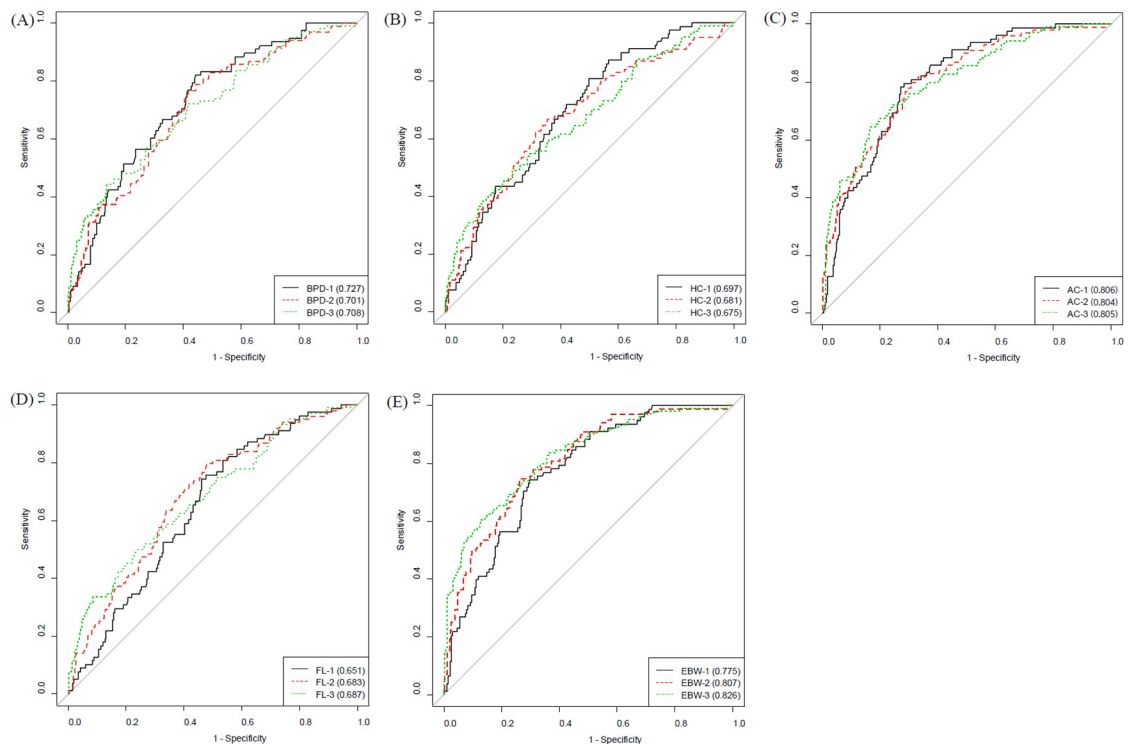 (A)
Sensitivity
1.0
0.8
0.6
0.4
0.2
0.0
BPD-1 (0.727)
BPD-2 (0.701)
BPD-3 (0.708)
0.0 0.2 0.4 0.6 0.8 1.0
1 - Specificity
(B)
Sensitivity
1.0
0.8
0.6
0.4
0.2
0.0
HC-1 (0.697)
HC-2 (0.681)
HC-3 (0.675)
0.0 0.2 0.4 0.6 0.8 1.0
1 - Specificity
(C)
Sensitivity
1.0
0.8
0.6
0.4
0.2
0.0
AC-1 (0.806)
AC-2 (0.804)
AC-3 (0.805)
0.0 0.2 0.4 0.6 0.8 1.0
1 - Specificity
(D)
Sensitivity
1.0
0.8
0.6
0.4
0.2
0.0
FL-1 (0.651)
FL-2 (0.683)
FL-3 (0.687)
0.0 0.2 0.4 0.6 0.8 1.0
1 - Specificity
(E)
Sensitivity
1.0
0.8
0.6
0.4
0.2
0.0
EBW-1 (0.775)
EBW-2 (0.807)
EBW-3 (0.826)
0.0 0.2 0.4 0.6 0.8 1.0
1 - Specificity